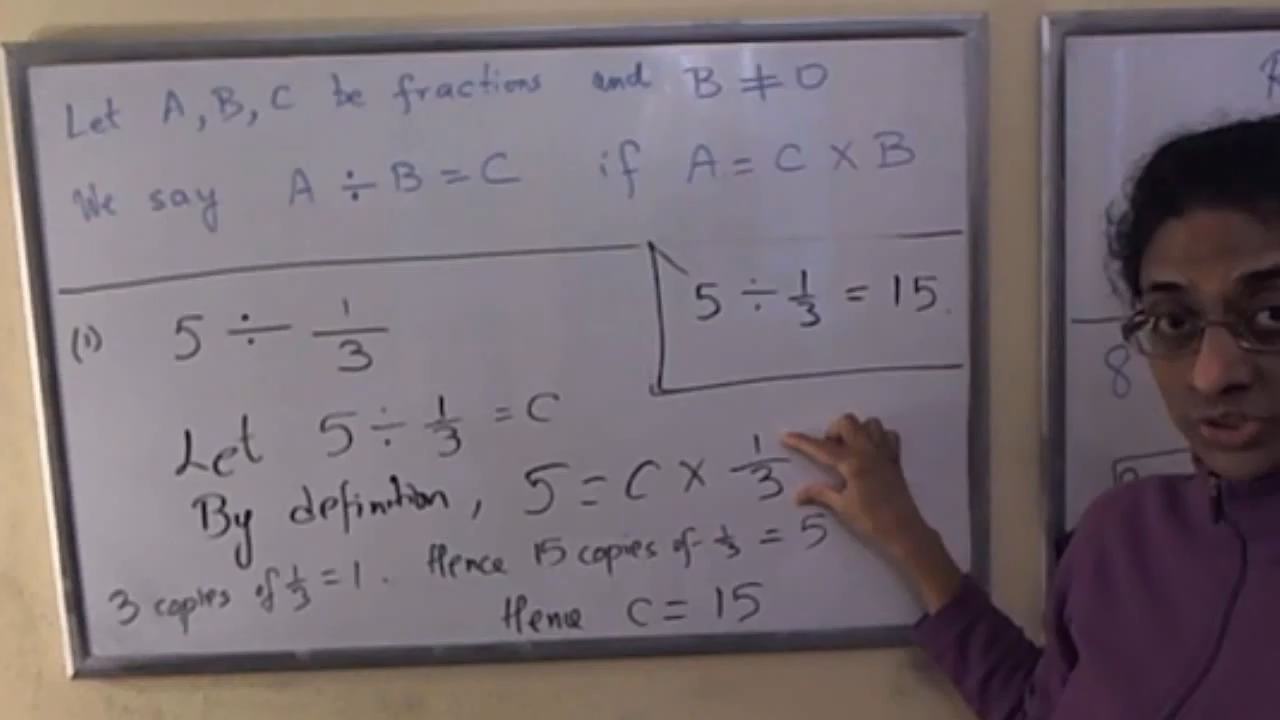 Let A, B, C be fractions and B ≠ 0
We say A ÷ B = C if A = C × B
(1) 5 ÷ 1/3
5 ÷ 1/3 = 15.
Let 5 ÷ 1/3 = C
By definition, 5 = C × 1/3
3 copies of 1/3 = 1. Hence 15 copies of 1/3 = 5
Hence C = 15
8